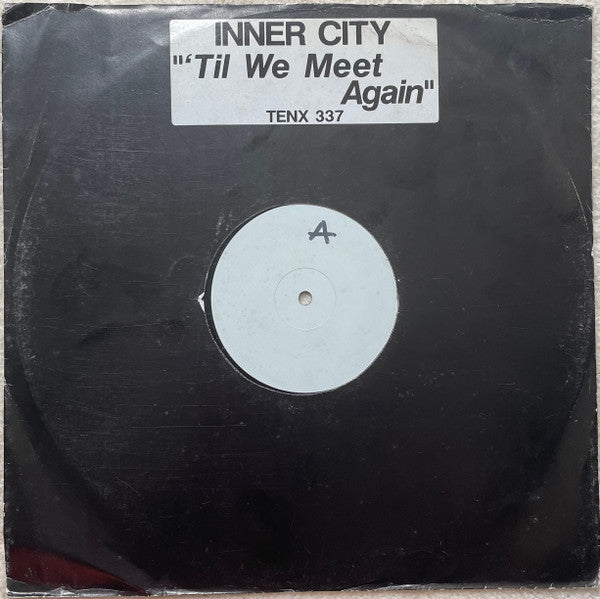 INNER CITY
"'Til We Meet
Again"
TENX 337
A